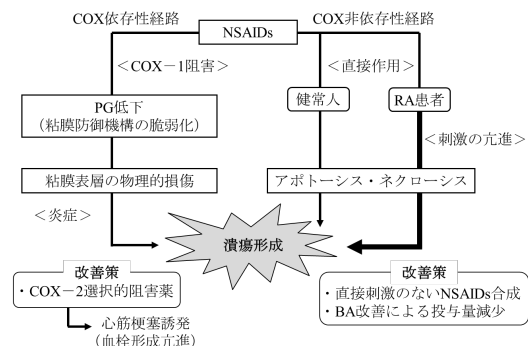 COX依存性経路
NSAIDs
COX非依存性経路
＜COX－1阻害＞
＜直接作用＞
PG低下
（粘膜防御機構の脆弱化）
健常人
RA患者
＜刺激の亢進＞
粘膜表層の物理的損傷
アポトーシス・ネクローシス
＜炎症＞
潰瘍形成
改善策
・COX－2選択的阻害薬
心筋梗塞誘発
（血栓形成亢進）
改善策
・直接刺激のないNSAIDs合成
・BA改善による投与量減少